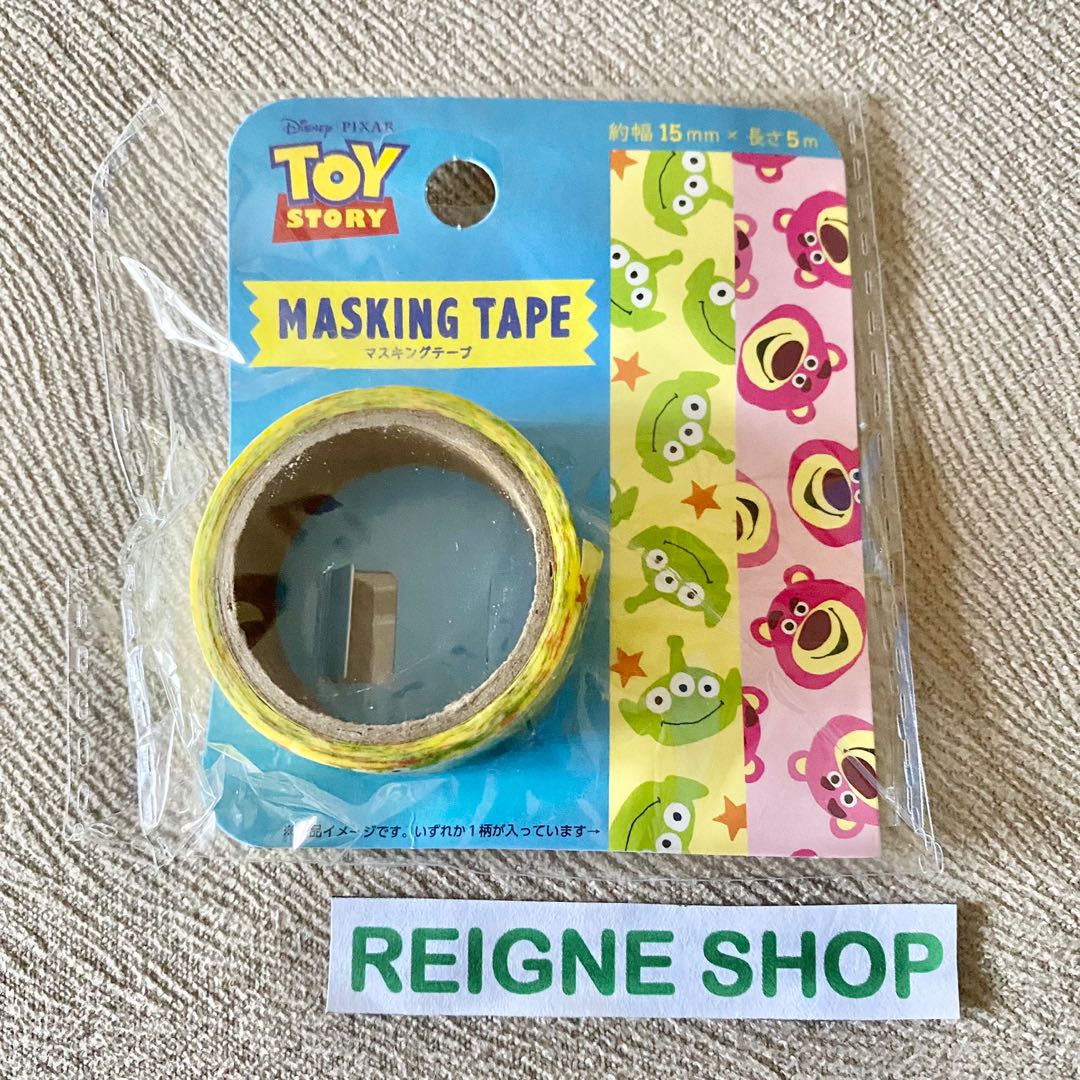 Disney PIXAR
TOY
STORY
約幅15mm×長さ5m
MASKING TAPE
マスキングテープ
品イメージです。いずれか1柄が入っています→
REIGNE SHOP